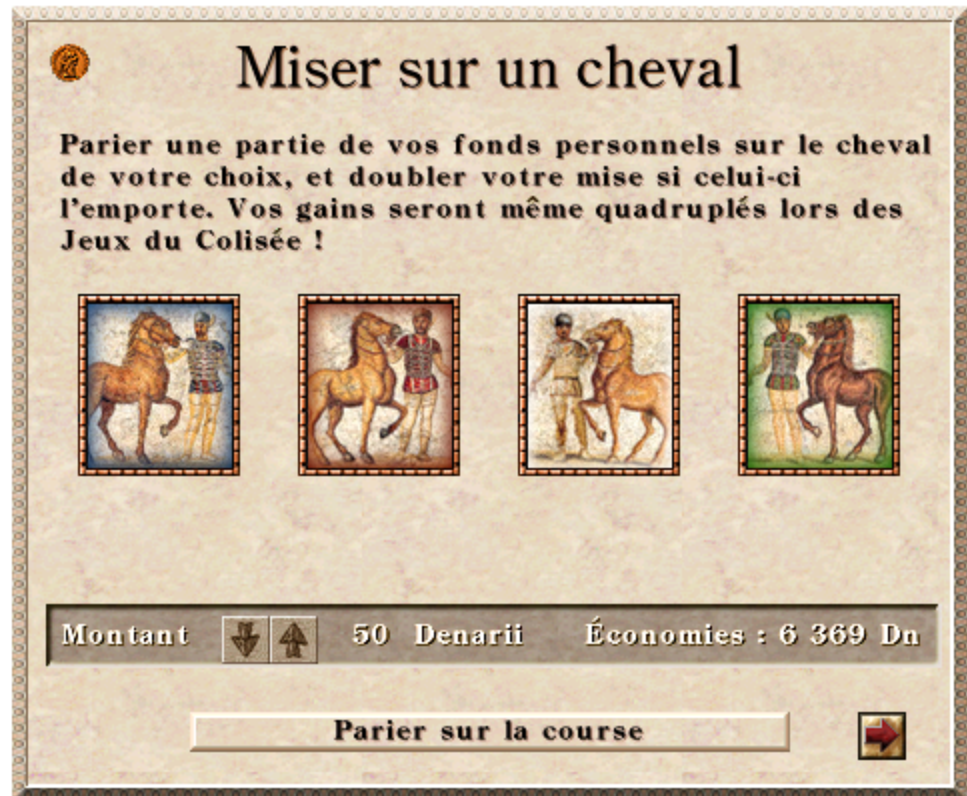 Miser sur un cheval
Parier une partie de vos fonds personnels sur le cheval
de votre choix, et doubler votre mise si celui-ci
l'emporte. Vos gains seront même quadruplés lors des
Jeux du Colisée !
Montant 50 Denarii Économies : 6 369 Dn
Parier sur la course